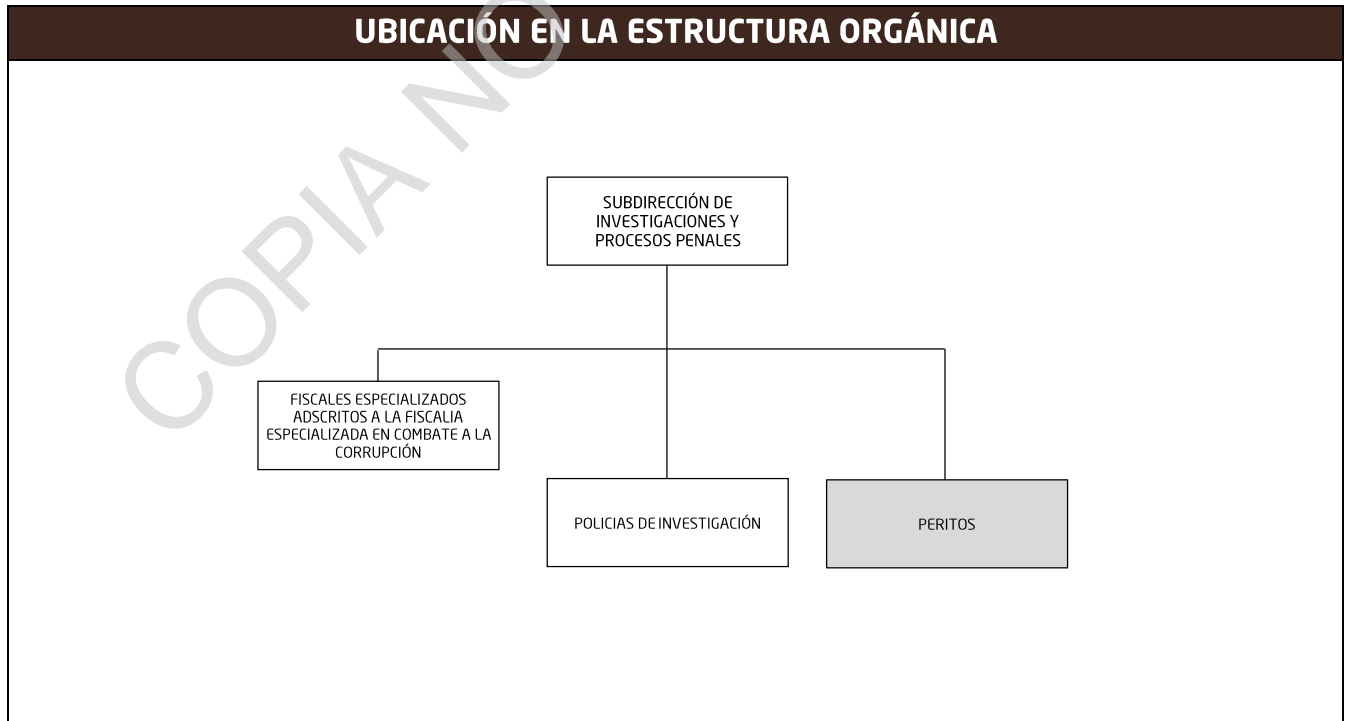 UBICACIÓN EN LA ESTRUCTURA ORGÁNICA
COPIA NO
SUBDIRECCIÓN DE
INVESTIGACIONES Y
PROCESOS PENALES
FISCALES ESPECIALIZADOS
ADSCRITOS A LA FISCALIA
ESPECIALIZADA EN COMBATE A LA
CORRUPCIÓN
POLICIAS DE INVESTIGACIÓN
PERITOS